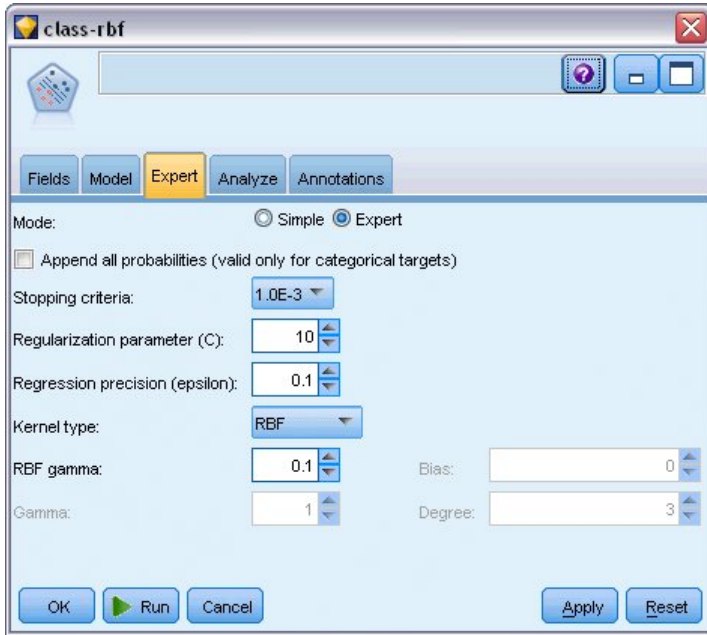 class-rbf
Fields Model Expert Analyze Annotations
Mode: Simple Expert
Append all probabilities (valid only for categorical targets)
Stopping criteria: 1.0E-3
Regularization parameter (C): 10
Regression precision (epsilon): 0.1
Kernel type: RBF
RBF gamma: 0.1 Bias: 0
Gamma: 1 Degree: 3
OK Run Cancel Apply Reset